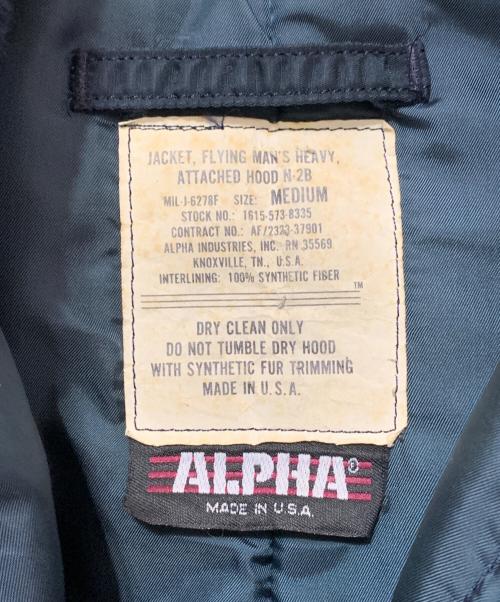 JACKET, FLYING MAN'S HEAVY,
ATTACHED HOOD N-2B
MIL-J-6278F SIZE: MEDIUM
STOCK NO.: 1615-573-8335
CONTRACT NO.: AF/2323-37901
ALPHA INDUSTRIES, INC. RN 35569
KNOXVILLE, TN., U.S.A.
INTERLINING: 100% SYNTHETIC FIBER
TM
DRY CLEAN ONLY
DO NOT TUMBLE DRY HOOD
WITH SYNTHETIC FUR TRIMMING
MADE IN U.S.A.
ALPHA®
MADE IN U.S.A.